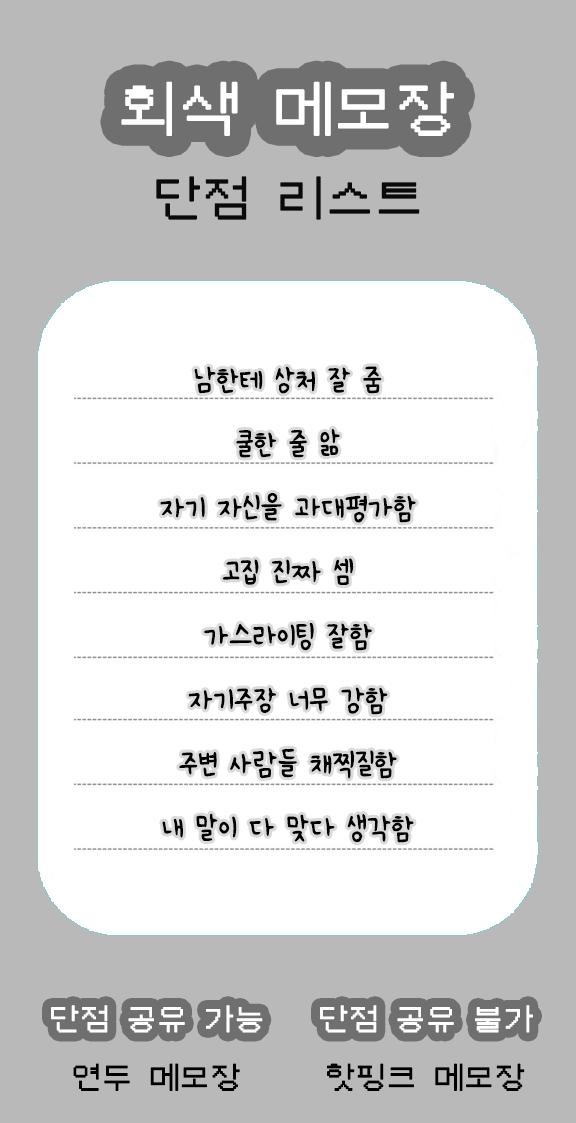 회색 메모장
단점 리스트
남한테 상처 잘 줌
쿨한 줄 앎
자기 자신을 과대평가함
고집 진짜 셈
가스라이팅 잘함
자기주장 너무 강함
주변 사람들 채찍질함
내 말이 다 맞다 생각함
단점 공유 가능 단점 공유 불가
연두 메모장 핫핑크 메모장